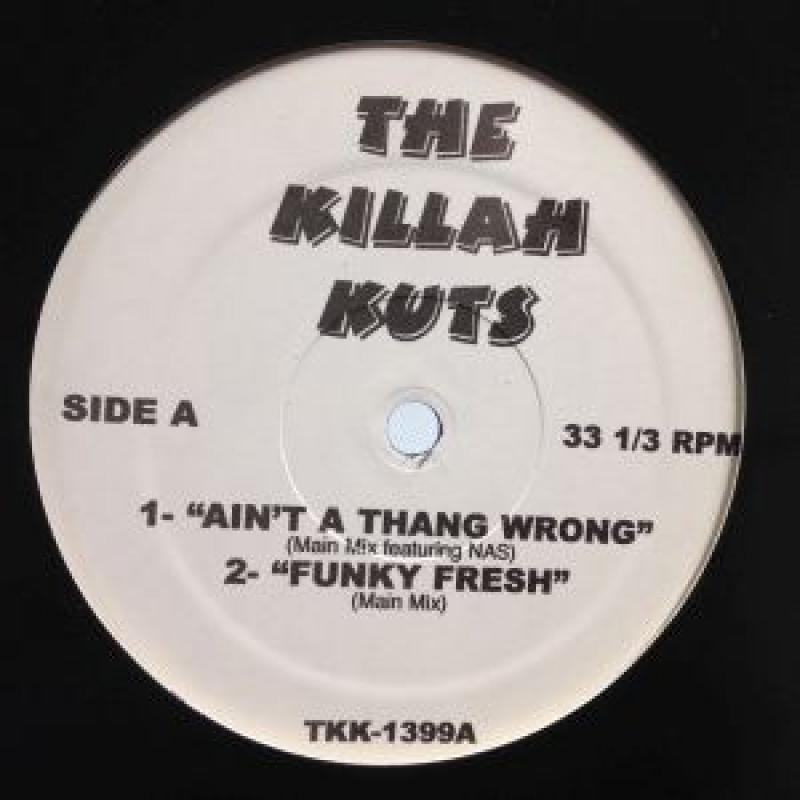 THE
KILLAH
KUTS
SIDE A
33 1/3 RPM
1- “AIN'T A THANG WRONG”
(Main Mix featuring NAS)
2- “FUNKY FRESH”
(Main Mix)
TKK-1399A